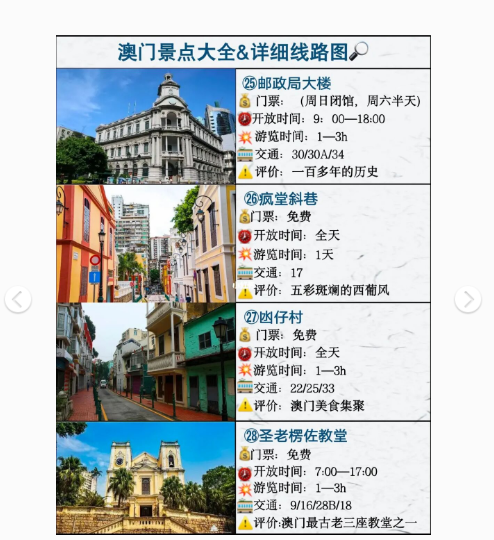 澳门景点大全&详细线路图
㉕邮政局大楼
门票：（周日闭馆，周六半天）
开放时间：9：00—18:00
游览时间：1—3h
交通：30/30A/34
评价：一百多年的历史
㉖疯堂斜巷
门票：免费
开放时间：全天
游览时间：1天
交通：17
评价：五彩斑斓的西葡风
㉗凼仔村
门票：免费
开放时间：全天
游览时间：1—3h
交通：22/25/33
评价：澳门美食集聚
㉘圣老楞佐教堂
门票：免费
开放时间：7:00—17:00
游览时间：1—3h
交通：9/16/28B/18
评价:澳门最古老三座教堂之一